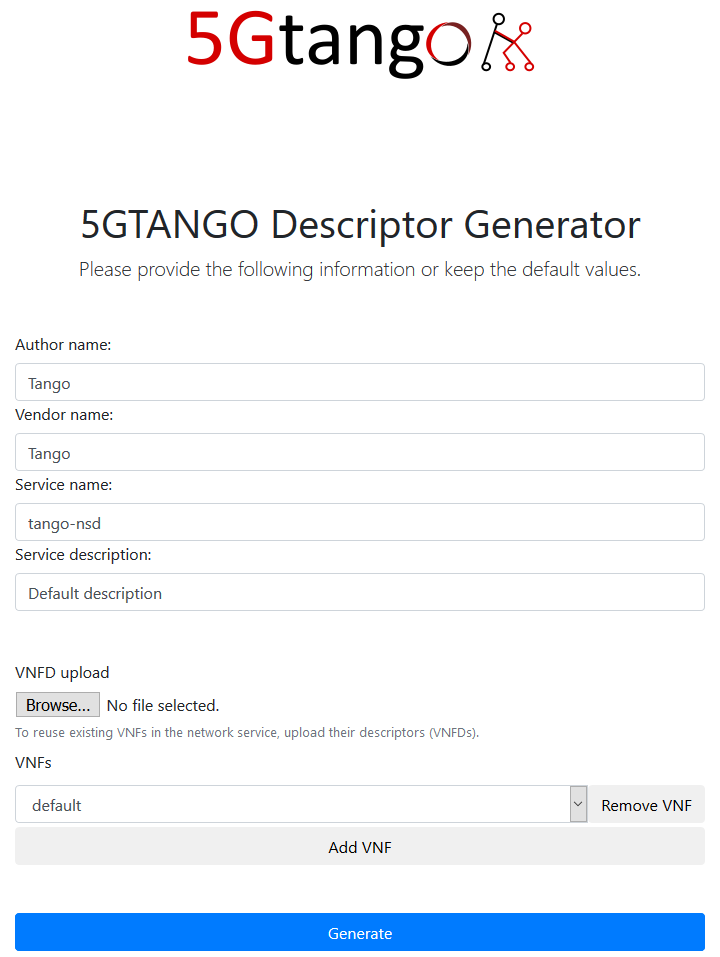 5Gtango
5GTANGO Descriptor Generator
Please provide the following information or keep the default values.
Author name:
Tango
Vendor name:
Tango
Service name:
tango-nsd
Service description:
Default description
VNFD upload
Browse... No file selected.
To reuse existing VNFs in the network service, upload their descriptors (VNFDs).
VNFs
default Remove VNF
Add VNF
Generate